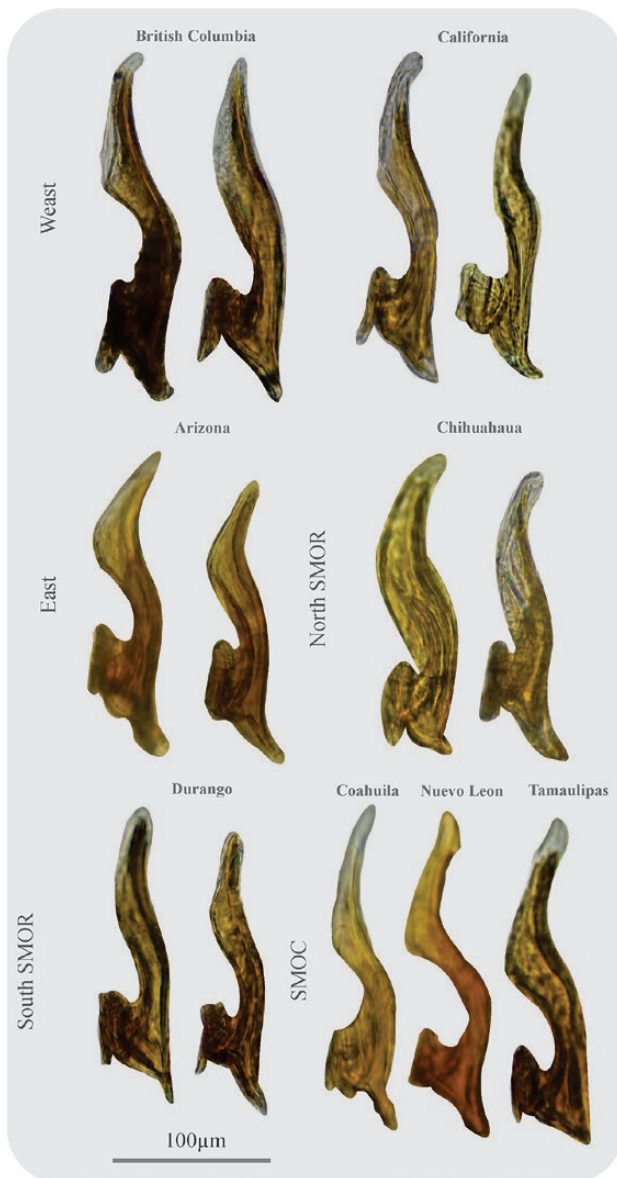 British Columbia
California
Weast
Arizona
Chihuahaua
East
North SMOR
Durango
Coahuila
Nuevo Leon
Tamaulipas
South SMOR
SMOC
100µm